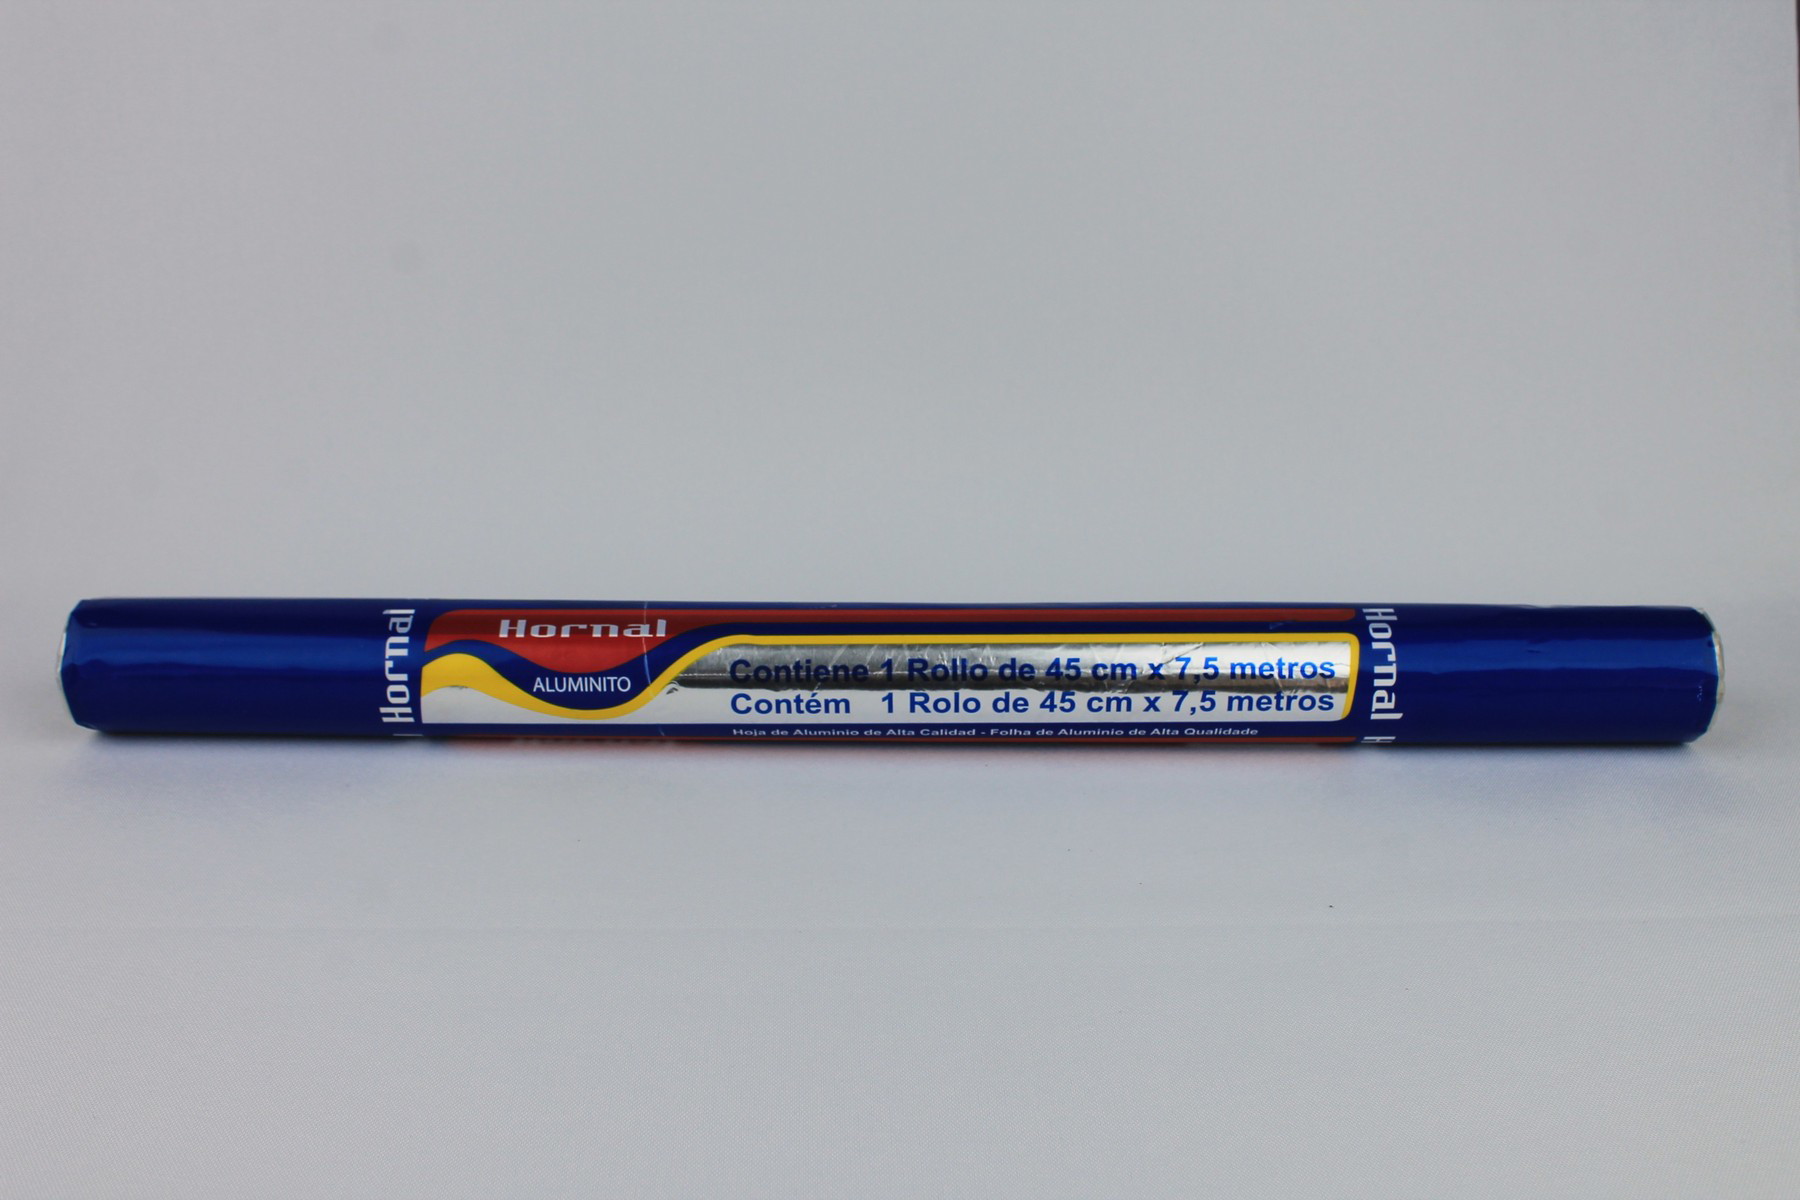 Hornal
Hornal
ALUMINITO
Contiene 1 Rollo de 45 cm x 7,5 metros
Contém 1 Rolo de 45 cm x 7,5 metros
Hoja de Aluminio de Alta Calidad - Folha de Aluminio de Alta Qualidade
Hornal